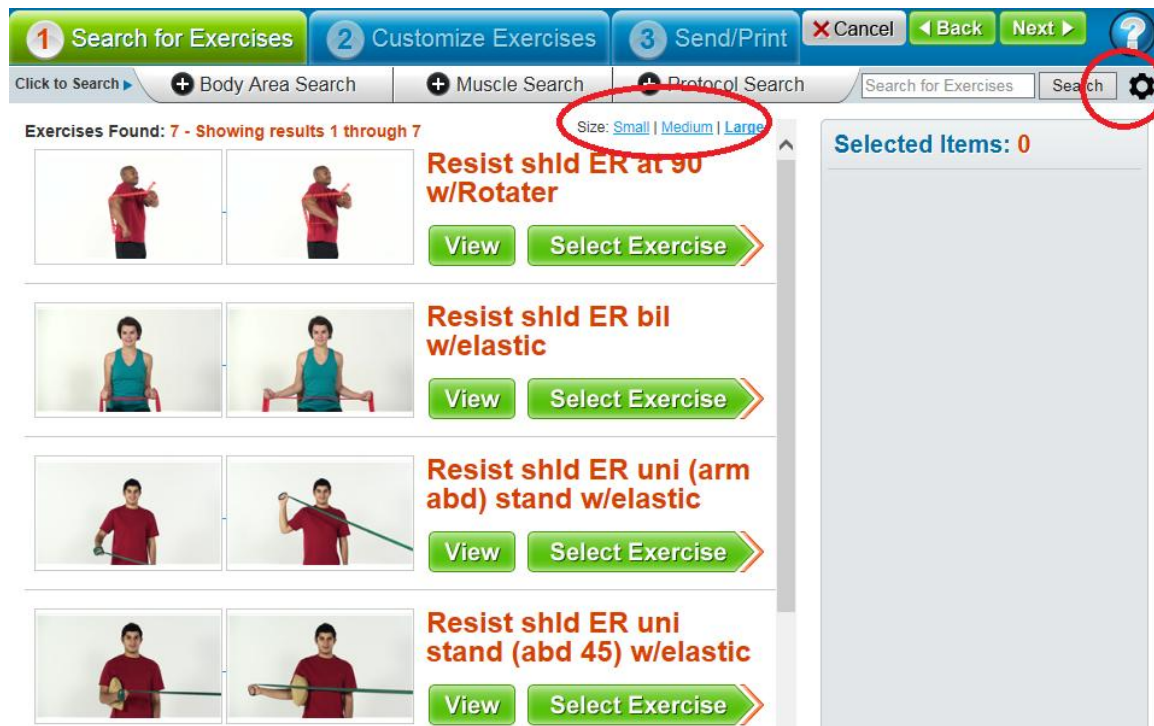 1 Search for Exercises 2 Customize Exercises 3 Send/Print X Cancel Back Next ?
Click to Search Body Area Search Muscle Search Protocol Search Search for Exercises Search
Exercises Found: 7 - Showing results 1 through 7 Size: Small | Medium | Large
Selected Items: 0
Resist shld ER at 90
w/Rotater
View Select Exercise
Resist shld ER bil
w/elastic
View Select Exercise
Resist shld ER uni (arm
abd) stand w/elastic
View Select Exercise
Resist shld ER uni
stand (abd 45) w/elastic
View Select Exercise